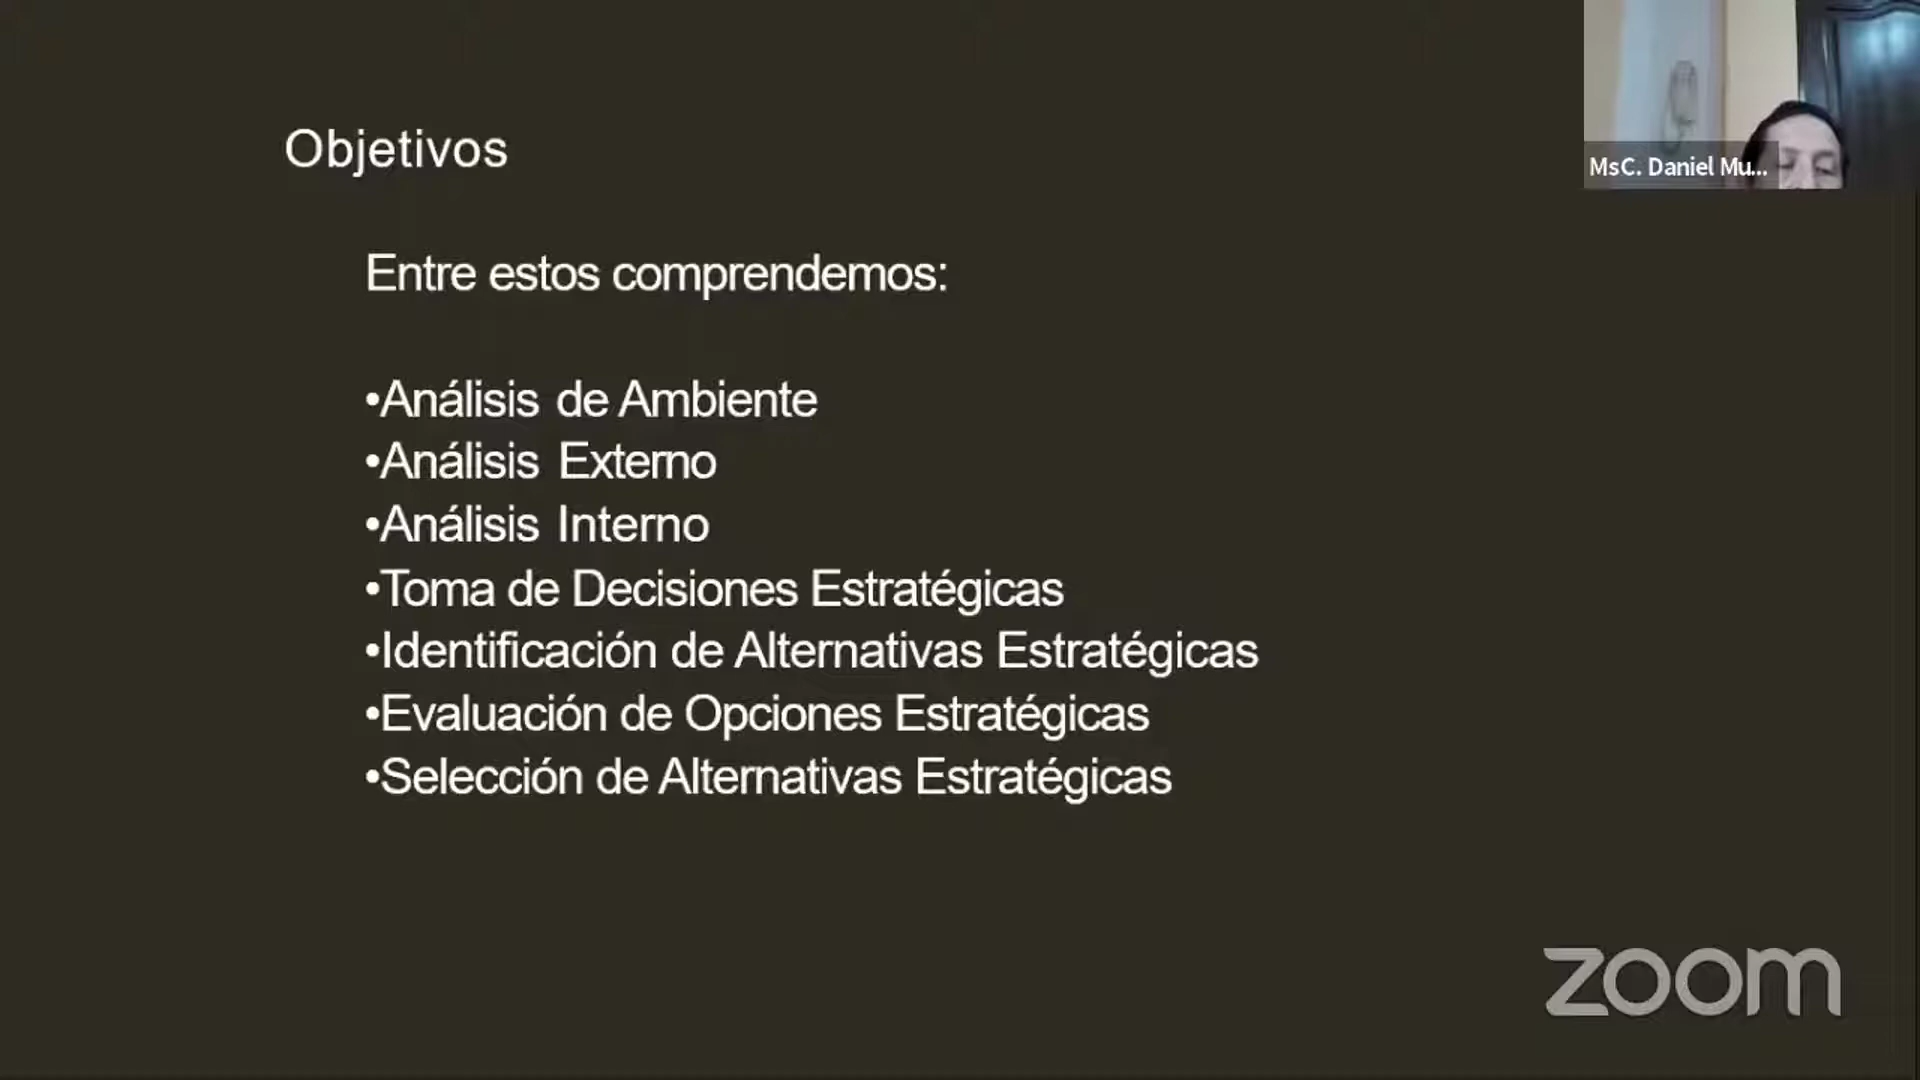 Objetivos
MsC. Daniel Mu...
Entre estos comprendemos:
•Análisis de Ambiente
•Análisis Externo
•Análisis Interno
•Toma de Decisiones Estratégicas
•Identificación de Alternativas Estratégicas
•Evaluación de Opciones Estratégicas
•Selección de Alternativas Estratégicas
zoom